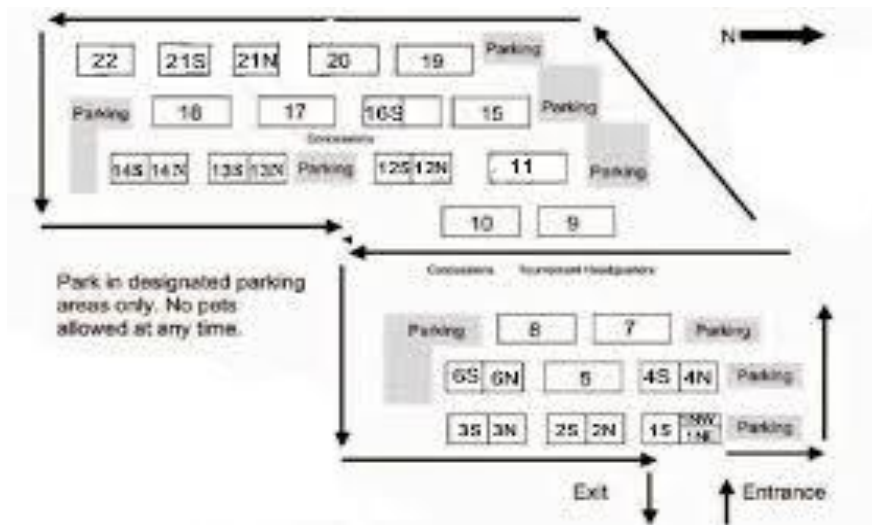 N
22 21S 21N 20 19 Parking
Parking 18 17 16S 15 Parking
Concessions
14S 14N 13S 13N Parking 12S 12N 11 Parking
10 9
Concessions Tournament Headquarters
Park in designated parking
areas only. No pets
allowed at any time.
Parking 8 7 Parking
6S 6N 5 4S 4N Parking
3S 3N 2S 2N 1S 1NW Parking
Exit Entrance